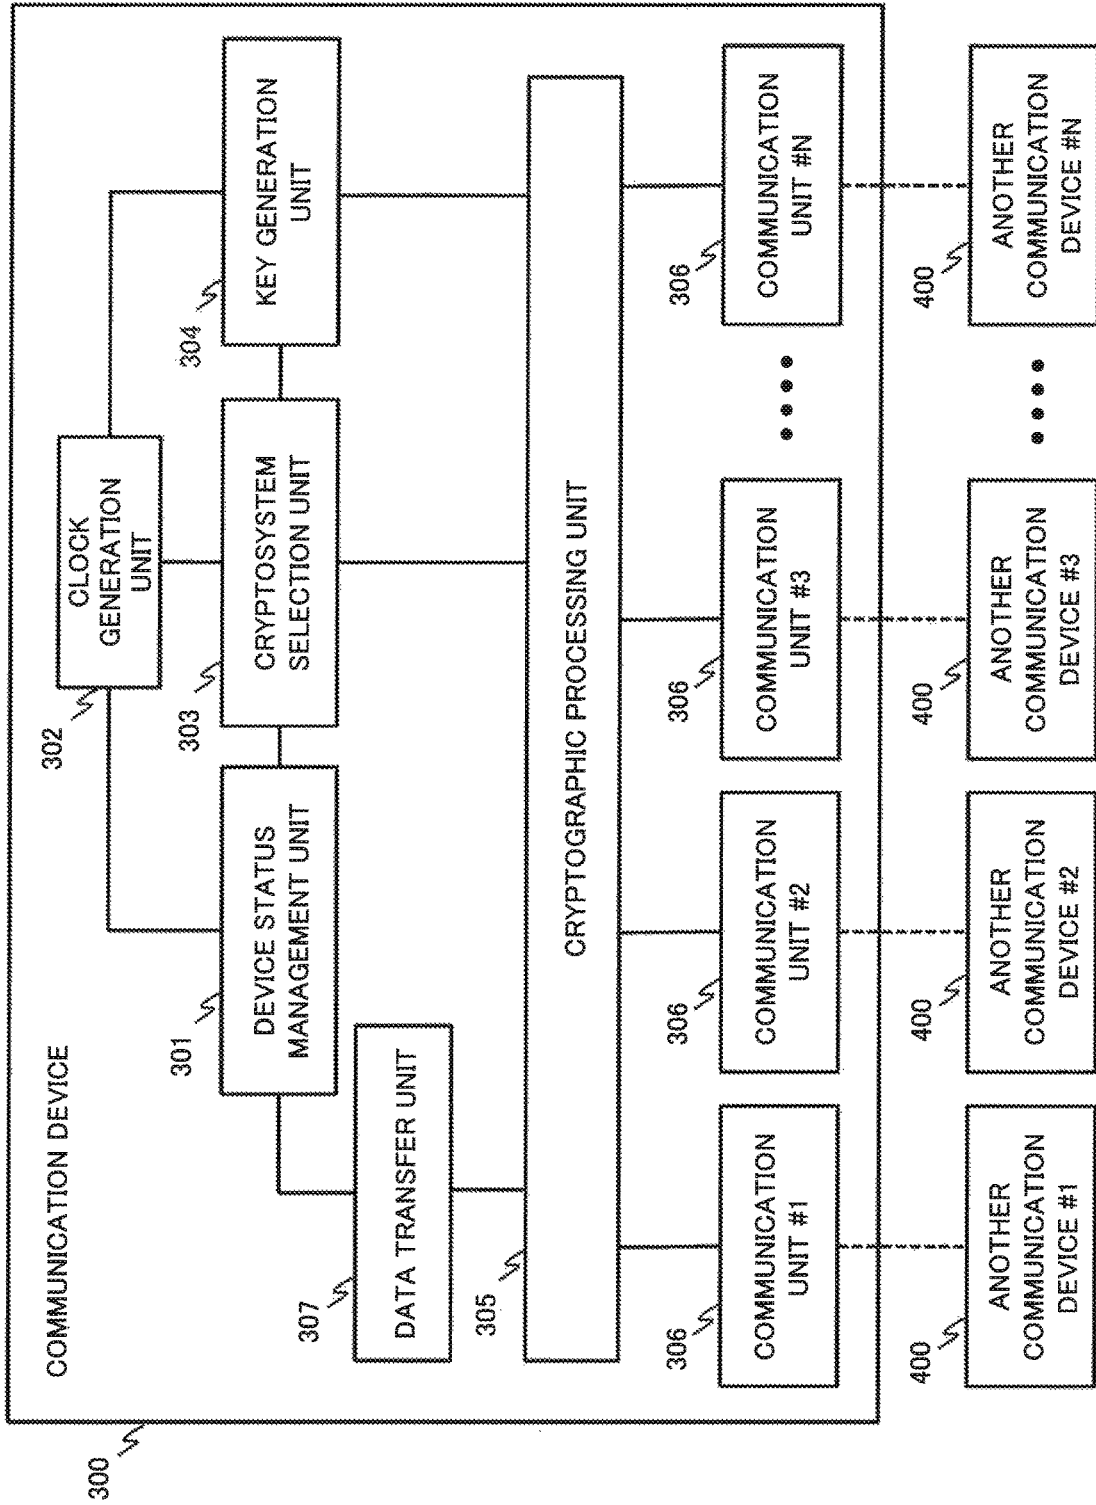 300
COMMUNICATION DEVICE
302
CLOCK
GENERATION
UNIT
301
DEVICE STATUS
MANAGEMENT UNIT
303
CRYPTOSYSTEM
SELECTION UNIT
304
KEY GENERATION
UNIT
307
DATA TRANSFER UNIT
305
CRYPTOGRAPHIC PROCESSING UNIT
306
COMMUNICATION
UNIT #1
306
COMMUNICATION
UNIT #2
306
COMMUNICATION
UNIT #3
306
COMMUNICATION
UNIT #N
400
ANOTHER
COMMUNICATION
DEVICE #1
400
ANOTHER
COMMUNICATION
DEVICE #2
400
ANOTHER
COMMUNICATION
DEVICE #3
400
ANOTHER
COMMUNICATION
DEVICE #N